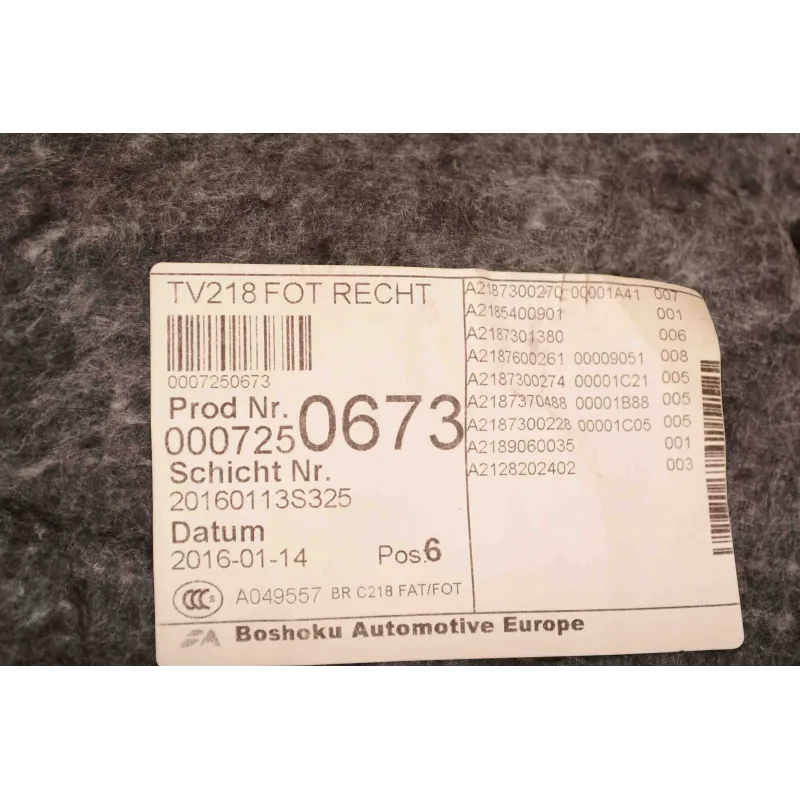 TV218 FOT RECHT
0007250673
Prod Nr.
0007250673
Schicht Nr.
20160113S325
Datum
2016-01-14 Pos.6
CCC S A049557 BR C218 FAT/FOT
Boshoku Automotive Europe
A2187300270 00001A41 007
A2185400901 001
A2187301380 006
A2187600261 00009051 008
A2187300274 00001C21 005
A2187370488 00001B88 005
A2187300228 00001C05 005
A2189060035 001
A2128202402 003